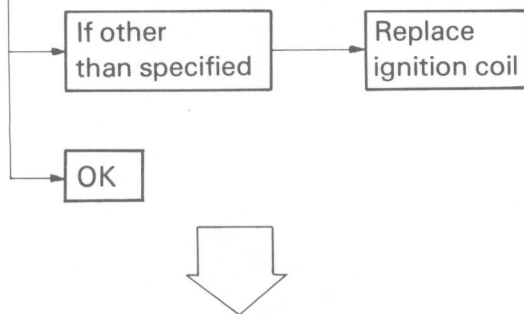 If other
than specified
Replace
ignition coil
OK